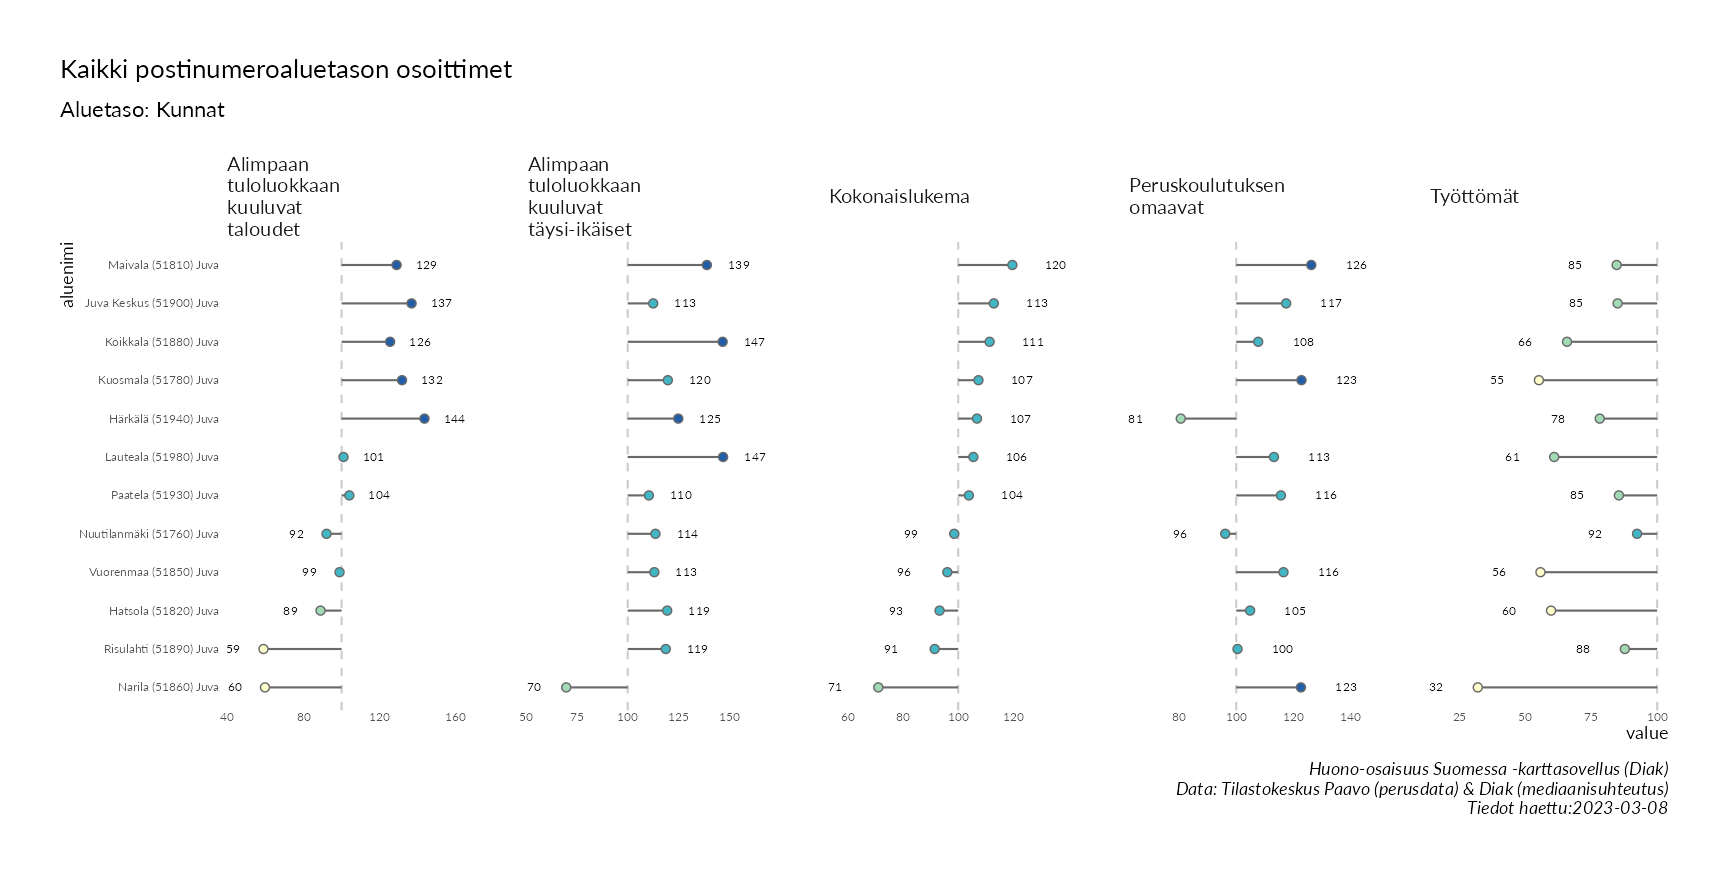 Kaikki postinumeroaluetason osoittimet
Aluetaso: Kunnat
Alimpaan
tuloluokkaan
kuuluvat
taloudet
Alimpaan
tuloluokkaan
kuuluvat
täysi-ikäiset
Kokonaislukema
Peruskoulutuksen
omaavat
Työttömät
aluenimi
Maivala (51810) Juva 129 139 120 126 85
Juva Keskus (51900) Juva 137 113 113 117 85
Koikkala (51880) Juva 126 147 111 108 66
Kuosmala (51780) Juva 132 120 107 123 55
Härkälä (51940) Juva 144 125 107 81 78
Lauteala (51980) Juva 101 147 106 113 61
Paatela (51930) Juva 104 110 104 116 85
Nuutilanmäki (51760) Juva 92 114 99 96 92
Vuorenmaa (51850) Juva 99 113 96 116 56
Hatsola (51820) Juva 89 119 93 105 60
Risulahti (51890) Juva 59 119 91 100 88
Narila (51860) Juva 60 70 71 123 32
40 80 120 160 50 75 100 125 150 60 80 100 120 80 100 120 140 25 50 75 100
value
Huono-osaisuus Suomessa -karttasovellus (Diak)
Data: Tilastokeskus Paavo (perusdata) & Diak (mediaanisuhteutus)
Tiedot haettu:2023-03-08